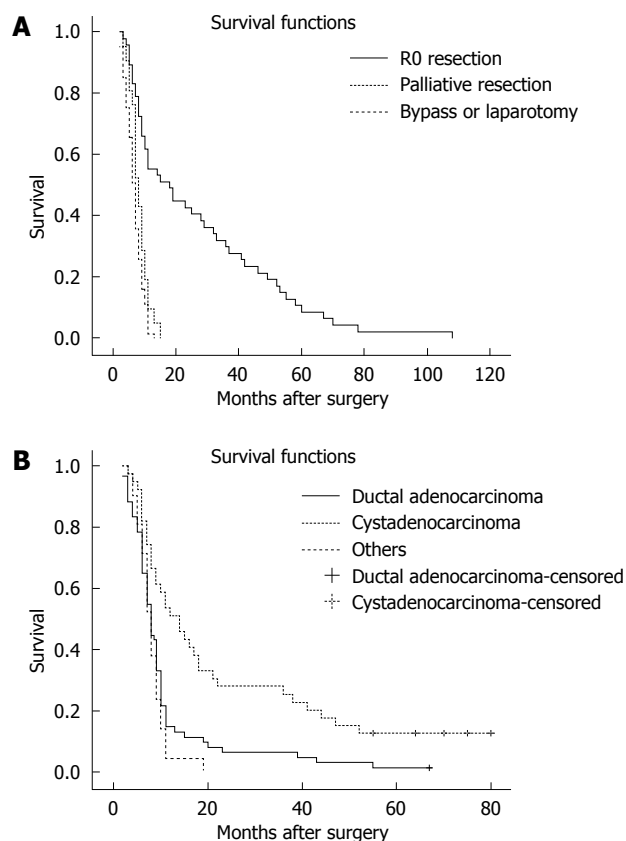 A
Survival functions
R0 resection
Palliative resection
Bypass or laparotomy
Survival
1.0
0.8
0.6
0.4
0.2
0.0
0 20 40 60 80 100 120
Months after surgery
B
Survival functions
Ductal adenocarcinoma
Cystadenocarcinoma
Others
Ductal adenocarcinoma-censored
Cystadenocarcinoma-censored
Survival
1.0
0.8
0.6
0.4
0.2
0.0
0 20 40 60 80
Months after surgery